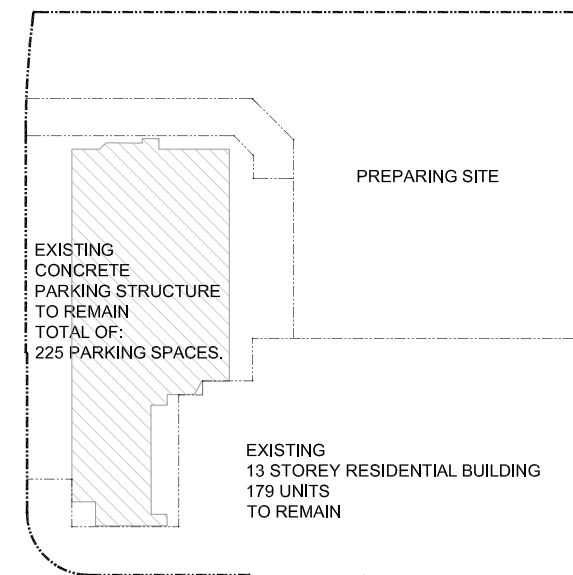 PREPARING SITE
EXISTING
CONCRETE
PARKING STRUCTURE
TO REMAIN
TOTAL OF:
225 PARKING SPACES.
EXISTING
13 STOREY RESIDENTIAL BUILDING
179 UNITS
TO REMAIN